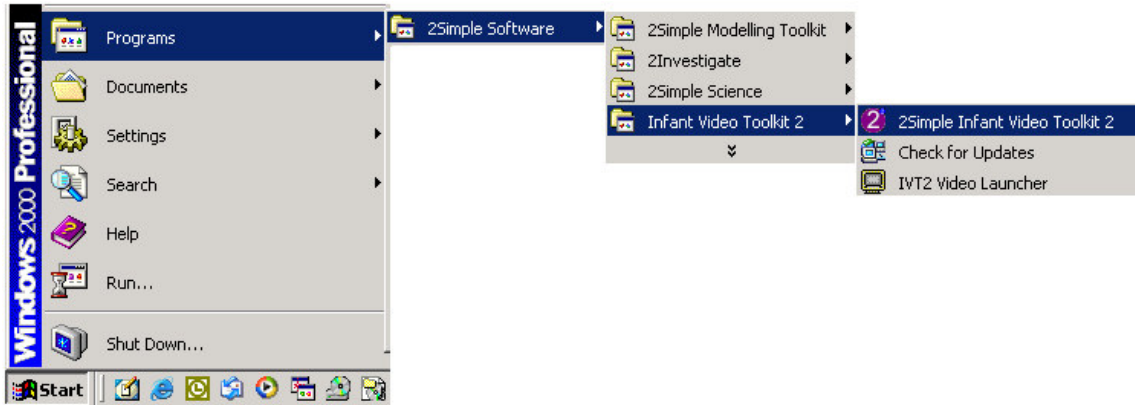 Windows 2000 Professional
Programs
Documents
Settings
Search
Help
Run...
Shut Down...
Start
2Simple Software
2Simple Modelling Toolkit
2Investigate
2Simple Science
Infant Video Toolkit 2
2 2Simple Infant Video Toolkit 2
Check for Updates
IVT2 Video Launcher